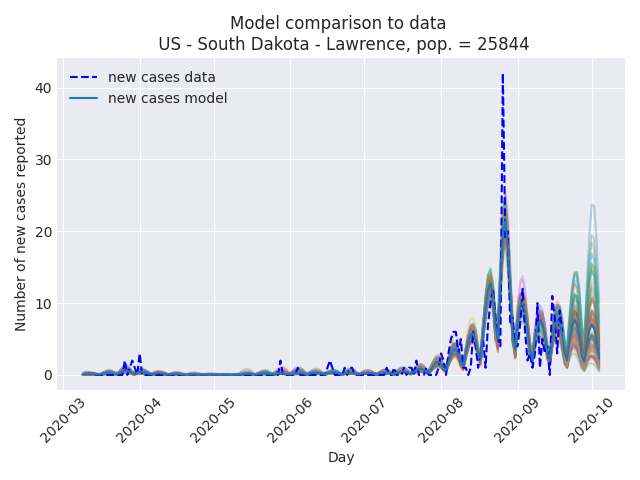 Model comparison to data
US - South Dakota - Lawrence, pop. = 25844
new cases data
new cases model
Number of new cases reported
40
30
20
10
0
2020-03
2020-04
2020-05
2020-06
2020-07
2020-08
2020-09
2020-10
Day